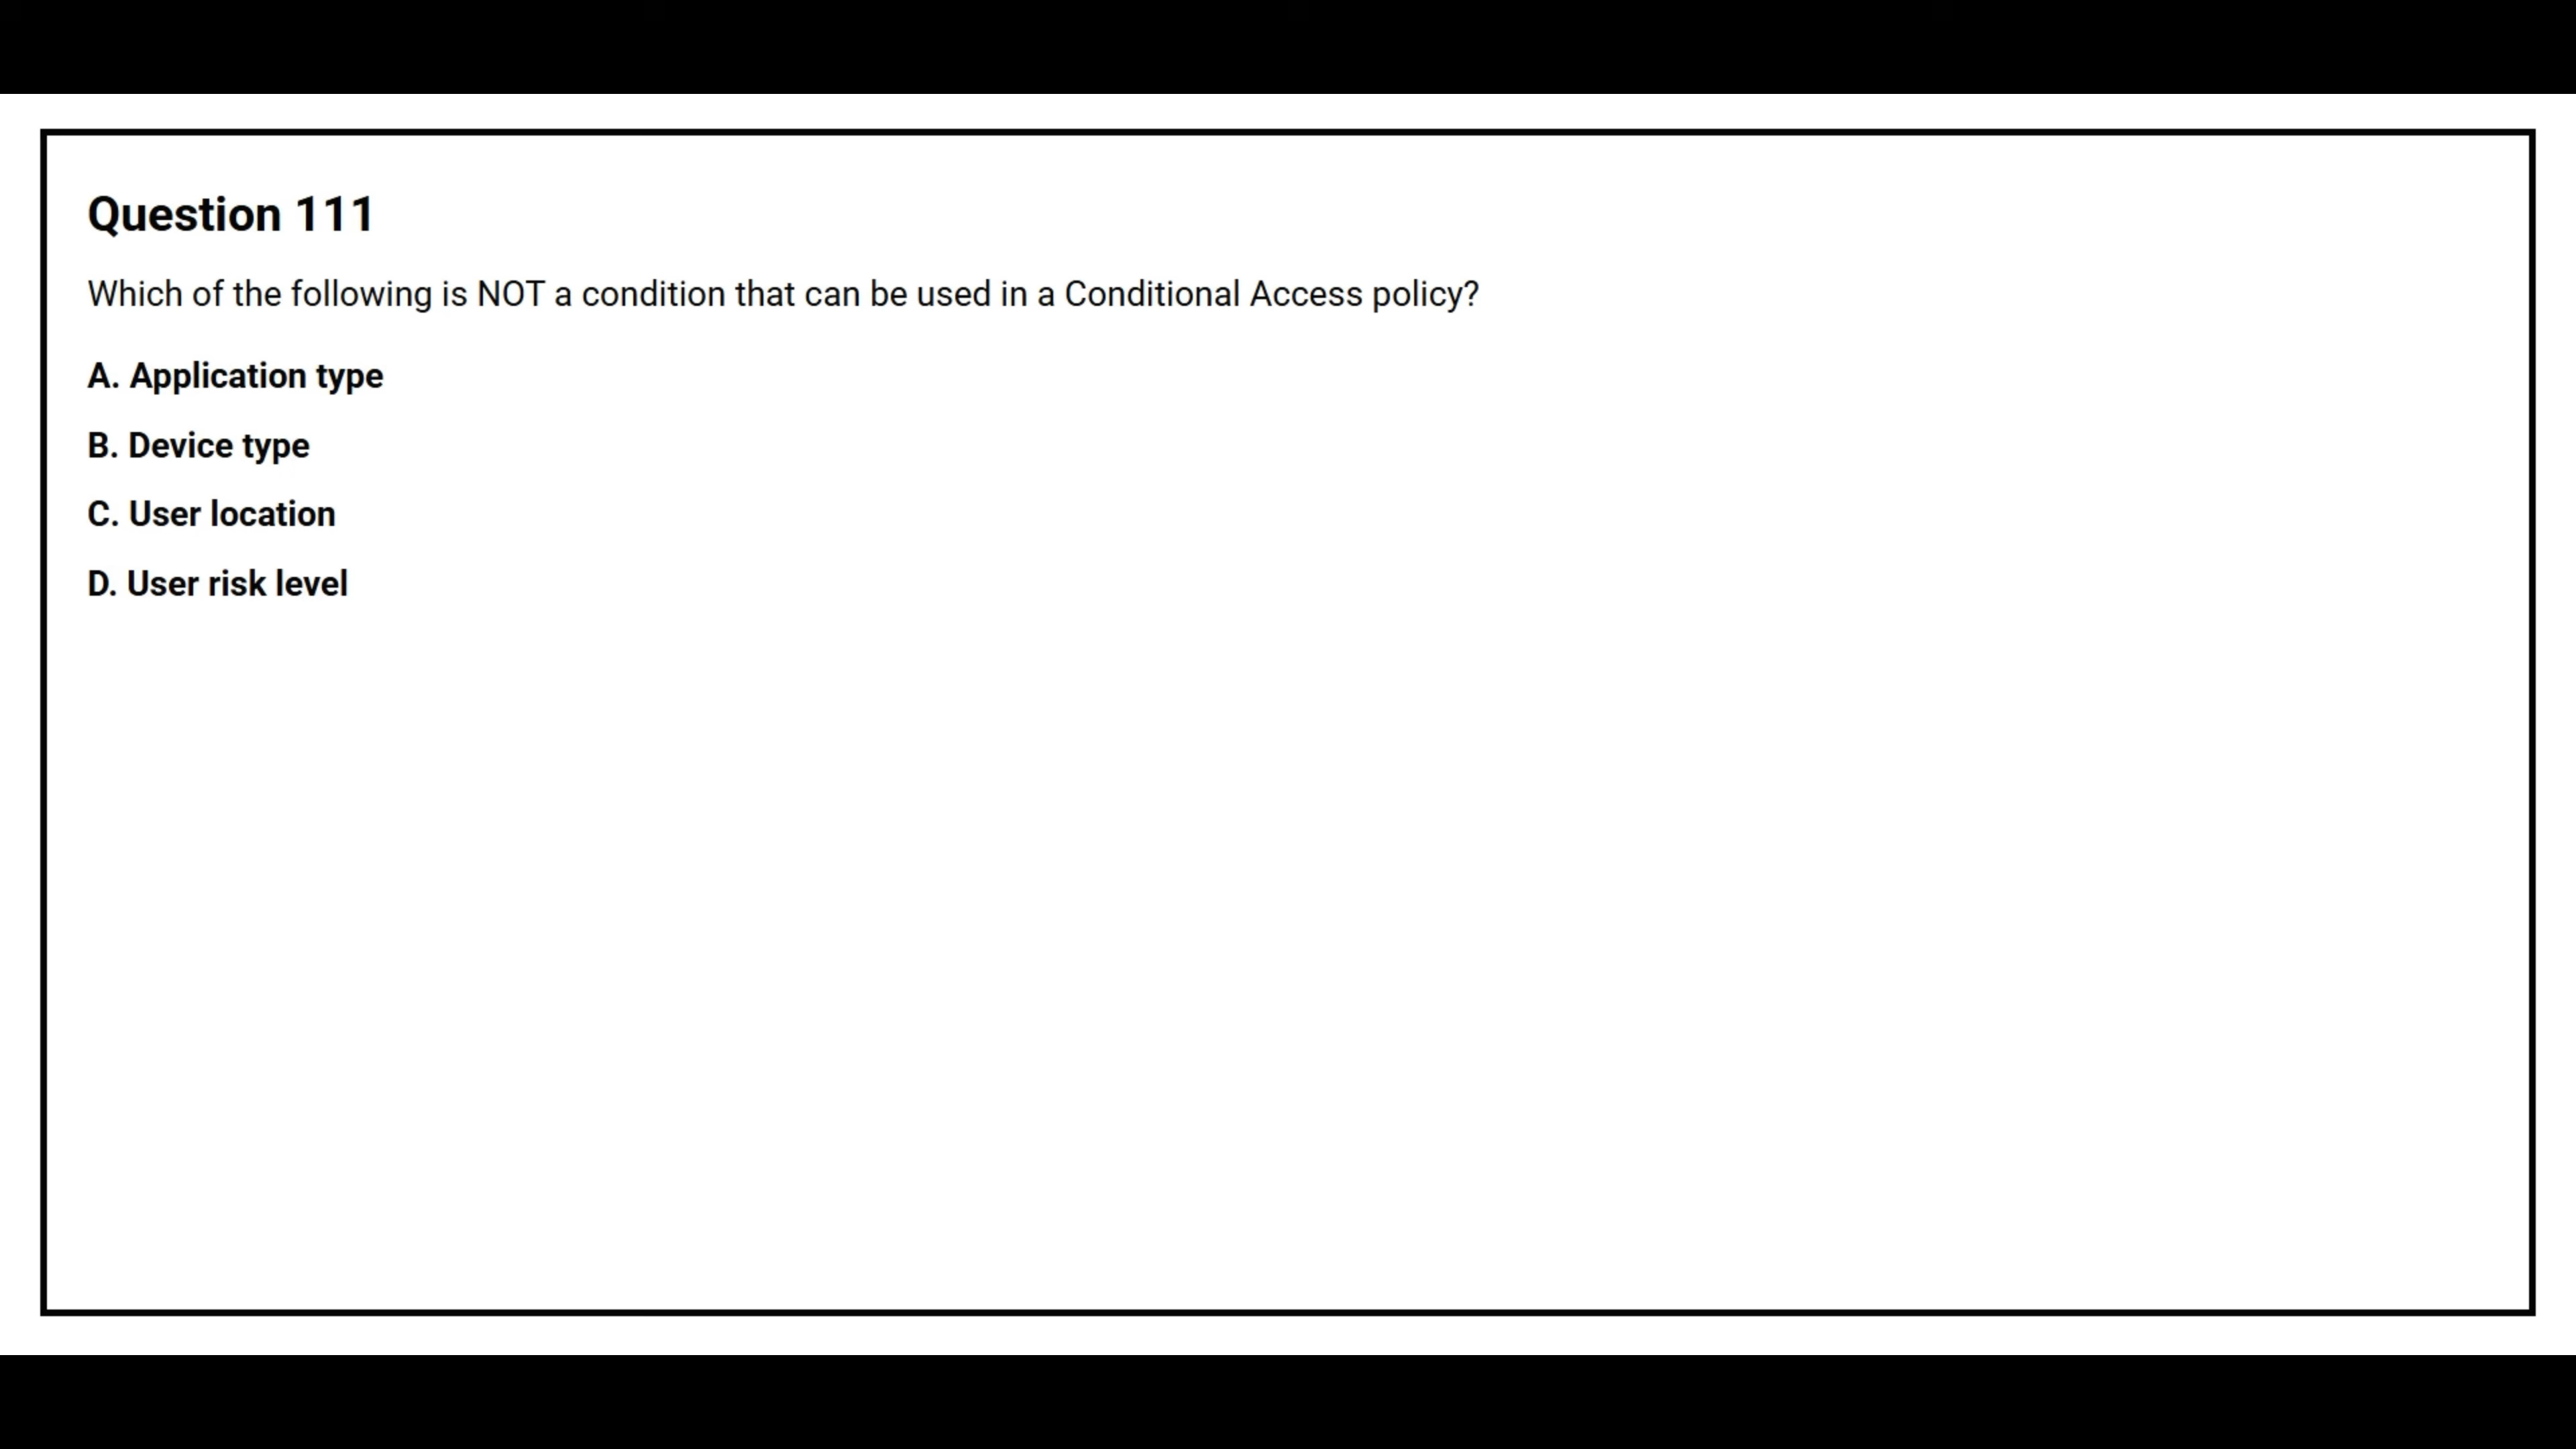 Question 111
Which of the following is NOT a condition that can be used in a Conditional Access policy?
A. Application type
B. Device type
C. User location
D. User risk level